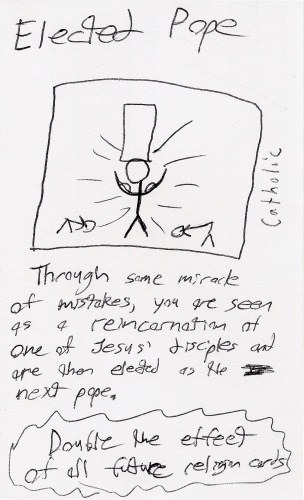 Elected Pope
Catholic
Through some miracle
of mistakes, you are seen
as a reincarnation of
one of Jesus' disciples and
are then elected as the
next pope.
Double the effect
of all future religion cards